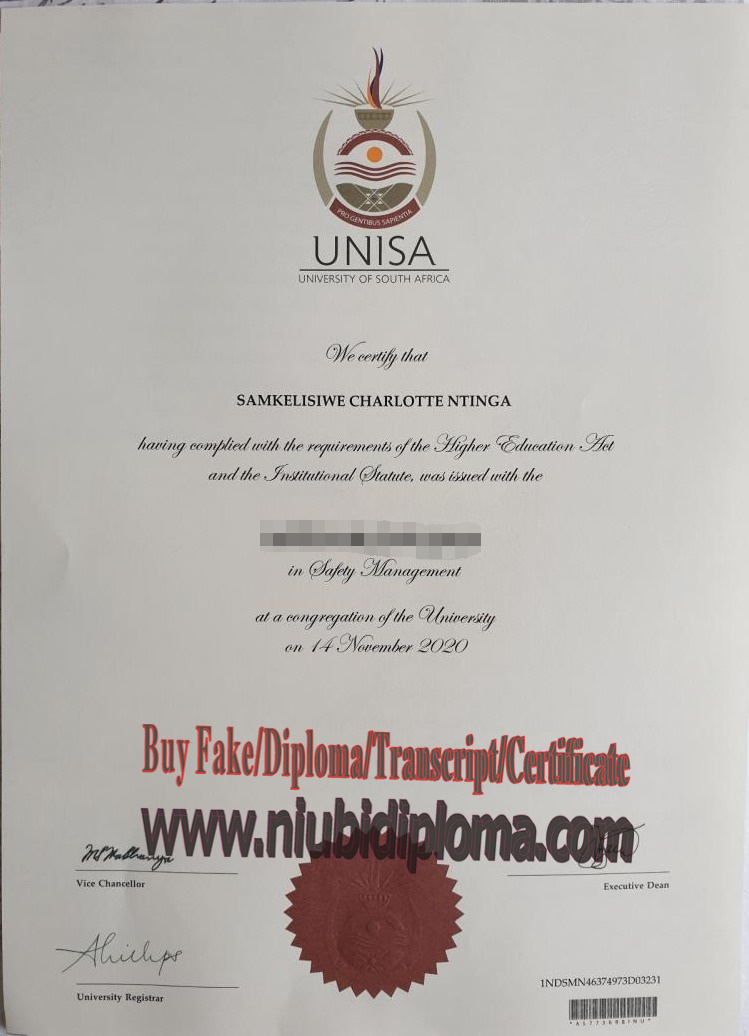 PRO GENTIBUS SAPIENTIA
UNISA
UNIVERSITY OF SOUTH AFRICA
We certify that
SAMKELISIWE CHARLOTTE NTINGA
having complied with the requirements of the Higher Education Act
and the Institutional Statute, was issued with the
in Safety Management
at a congregation of the University
on 14 November 2020
Buy Fake/Diploma/Transcript/Certificate
www.niubidiploma.com
Vice Chancellor
Executive Dean
University Registrar
1NDSMN46374973D03231